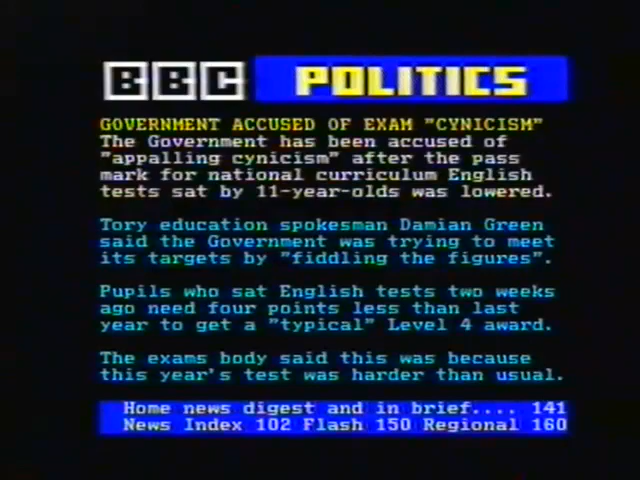 BBC POLITICS
GOVERNMENT ACCUSED OF EXAM "CYNICISM"
The Government has been accused of
"appalling cynicism" after the pass
mark for national curriculum English
tests sat by 11-year-olds was lowered.
Tory education spokesman Damian Green
said the Government was trying to meet
its targets by "fiddling the figures".
Pupils who sat English tests two weeks
ago need four points less than last
year to get a "typical" Level 4 award.
The exams body said this was because
this year's test was harder than usual.
Home news digest and in brief.... 141
News Index 102 Flash 150 Regional 160